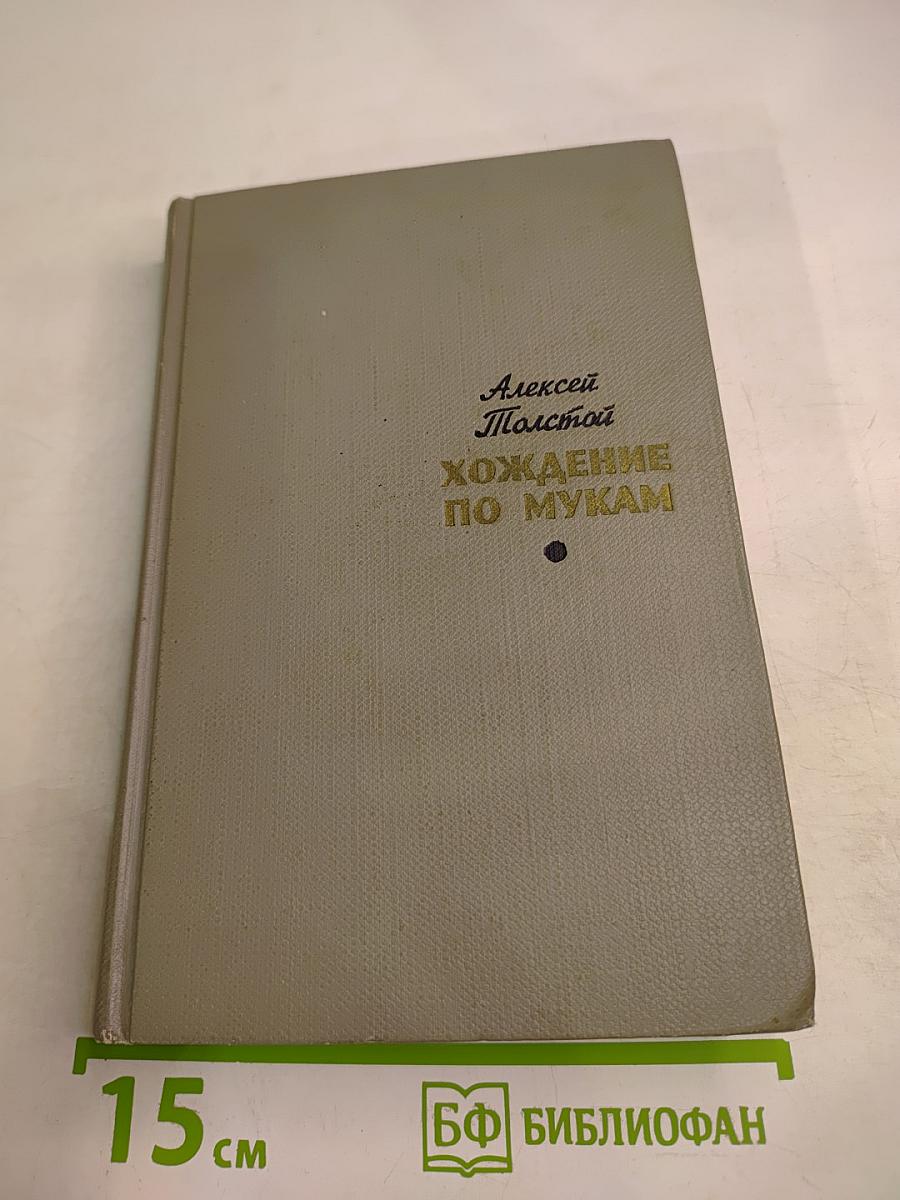 Алексей
Толстой
ХОЖДЕНИЕ
ПО МУКАМ
15 см
БФ БИБЛИОФАН